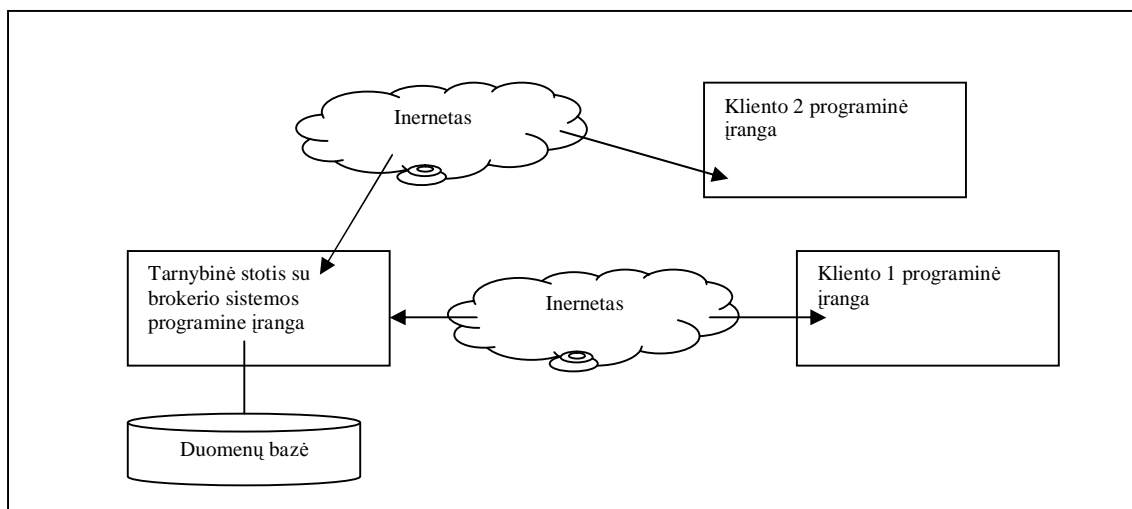 Inernetas
Kliento 2 programinė
įranga
Tarnybinė stotis su
brokerio sistemos
programine įranga
Inernetas
Kliento 1 programinė
įranga
Duomenų bazė